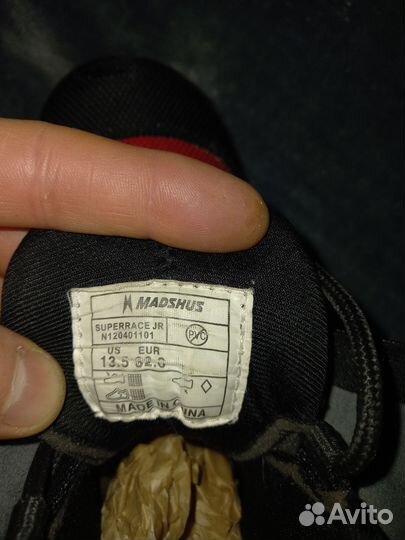 MADSHUS
SUPERRACE JR
N120401101
PVC
US EUR
13.5 32.0
MADE IN CHINA
Avito